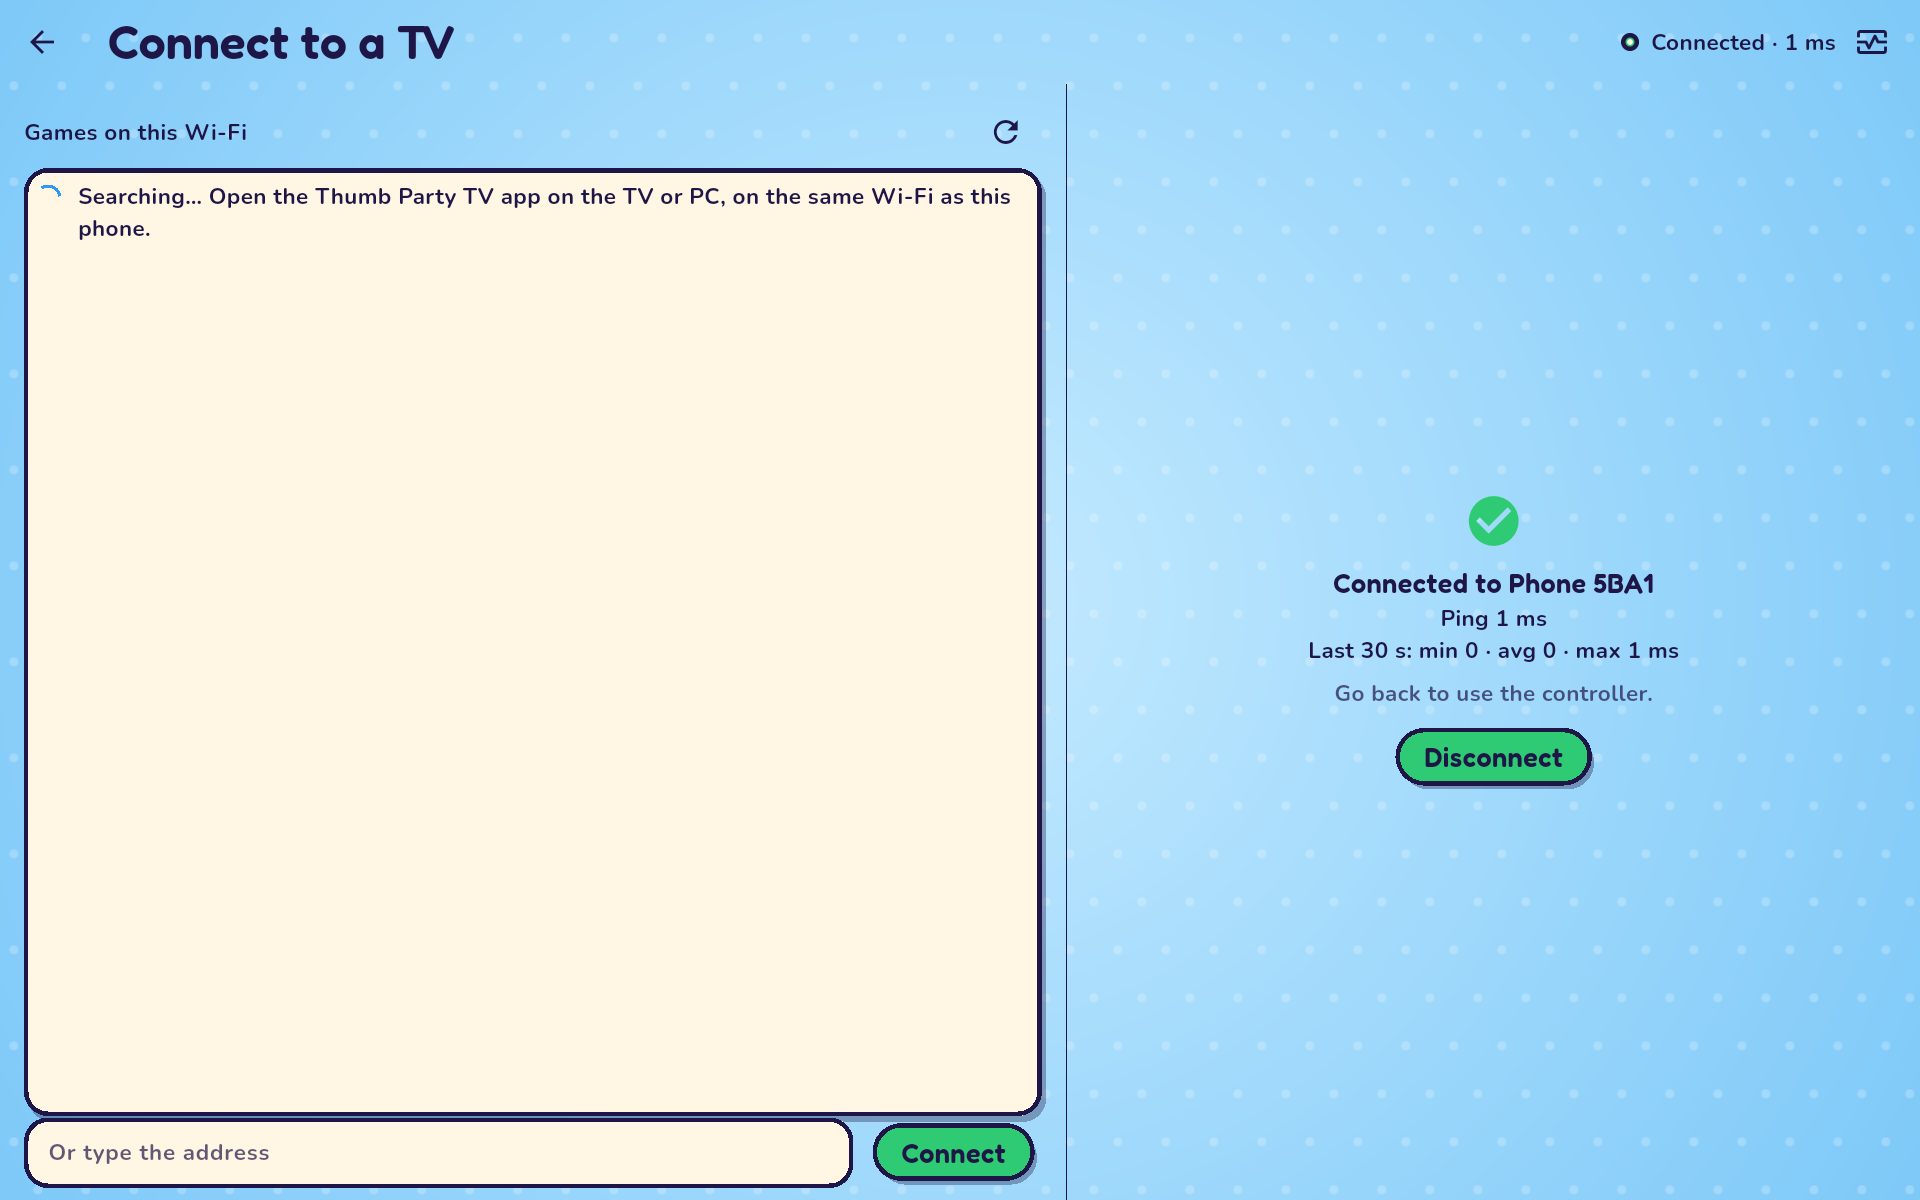 Connect to a TV
Connected · 1 ms
Games on this Wi-Fi
Searching... Open the Thumb Party TV app on the TV or PC, on the same Wi-Fi as this
phone.
Connected to Phone 5BA1
Ping 1 ms
Last 30 s: min 0 · avg 0 · max 1 ms
Go back to use the controller.
Disconnect
Or type the address
Connect